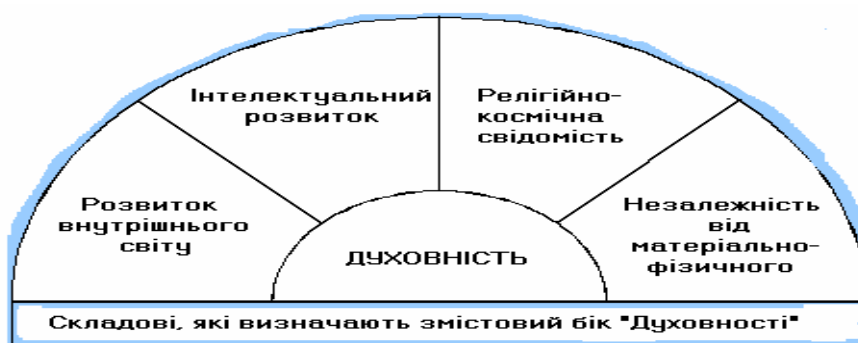 Інтелектуальний
розвиток
Релігійно-
космічна
свідомість
Розвиток
внутрішнього
світу
Незалежність
від
матеріально-
фізичного
ДУХОВНІСТЬ
Складові, які визначають змістовий бік "Духовності"